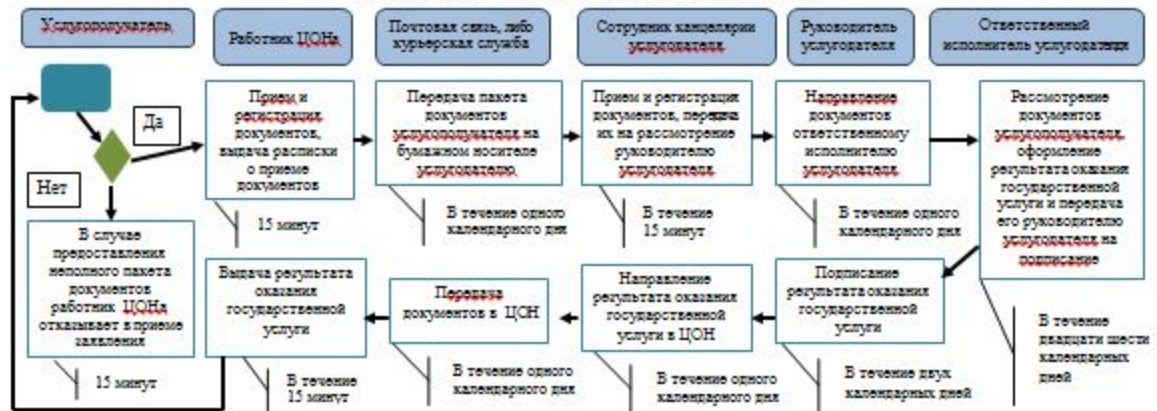 Услугополучатель
Работник ЦОНа
Почтовая связь, либо
курьерская служба
Сотрудник канцелярии
услугодателя
Руководитель
услугодателя
Ответственный
исполнитель услугодателя
Да
Нет
Прием и
регистрация
документов,
выдача расписки
о приеме
документов
15 минут
Передача пакета
документов
услугополучателя на
бумажном носителе
услугодателю
В течение одного
календарного дня
Прием и регистрация
документов, передача
их на рассмотрение
руководителю
услугодателя
В течение
15 минут
Направление
документов
ответственному
исполнителю
услугодателя
В течение одного
календарного дня
Рассмотрение
документов
услугополучателя,
оформление
результата оказания
государственной
услуги и передача
его руководителю
услугодателя на
подписание
В течение
двадцати шести
календарных
дней
В случае
предоставления
неполного пакета
документов
работник ЦОНа
отказывает в приеме
заявления
15 минут
Выдача результата
оказания
государственной
услуги
В течение
15 минут
Передача
документов в ЦОН
В течение одного
календарного дня
Направление
результата оказания
государственной
услуги в ЦОН
В течение одного
календарного дня
Подписание
результата оказания
государственной
услуги
В течение двух
календарных дней